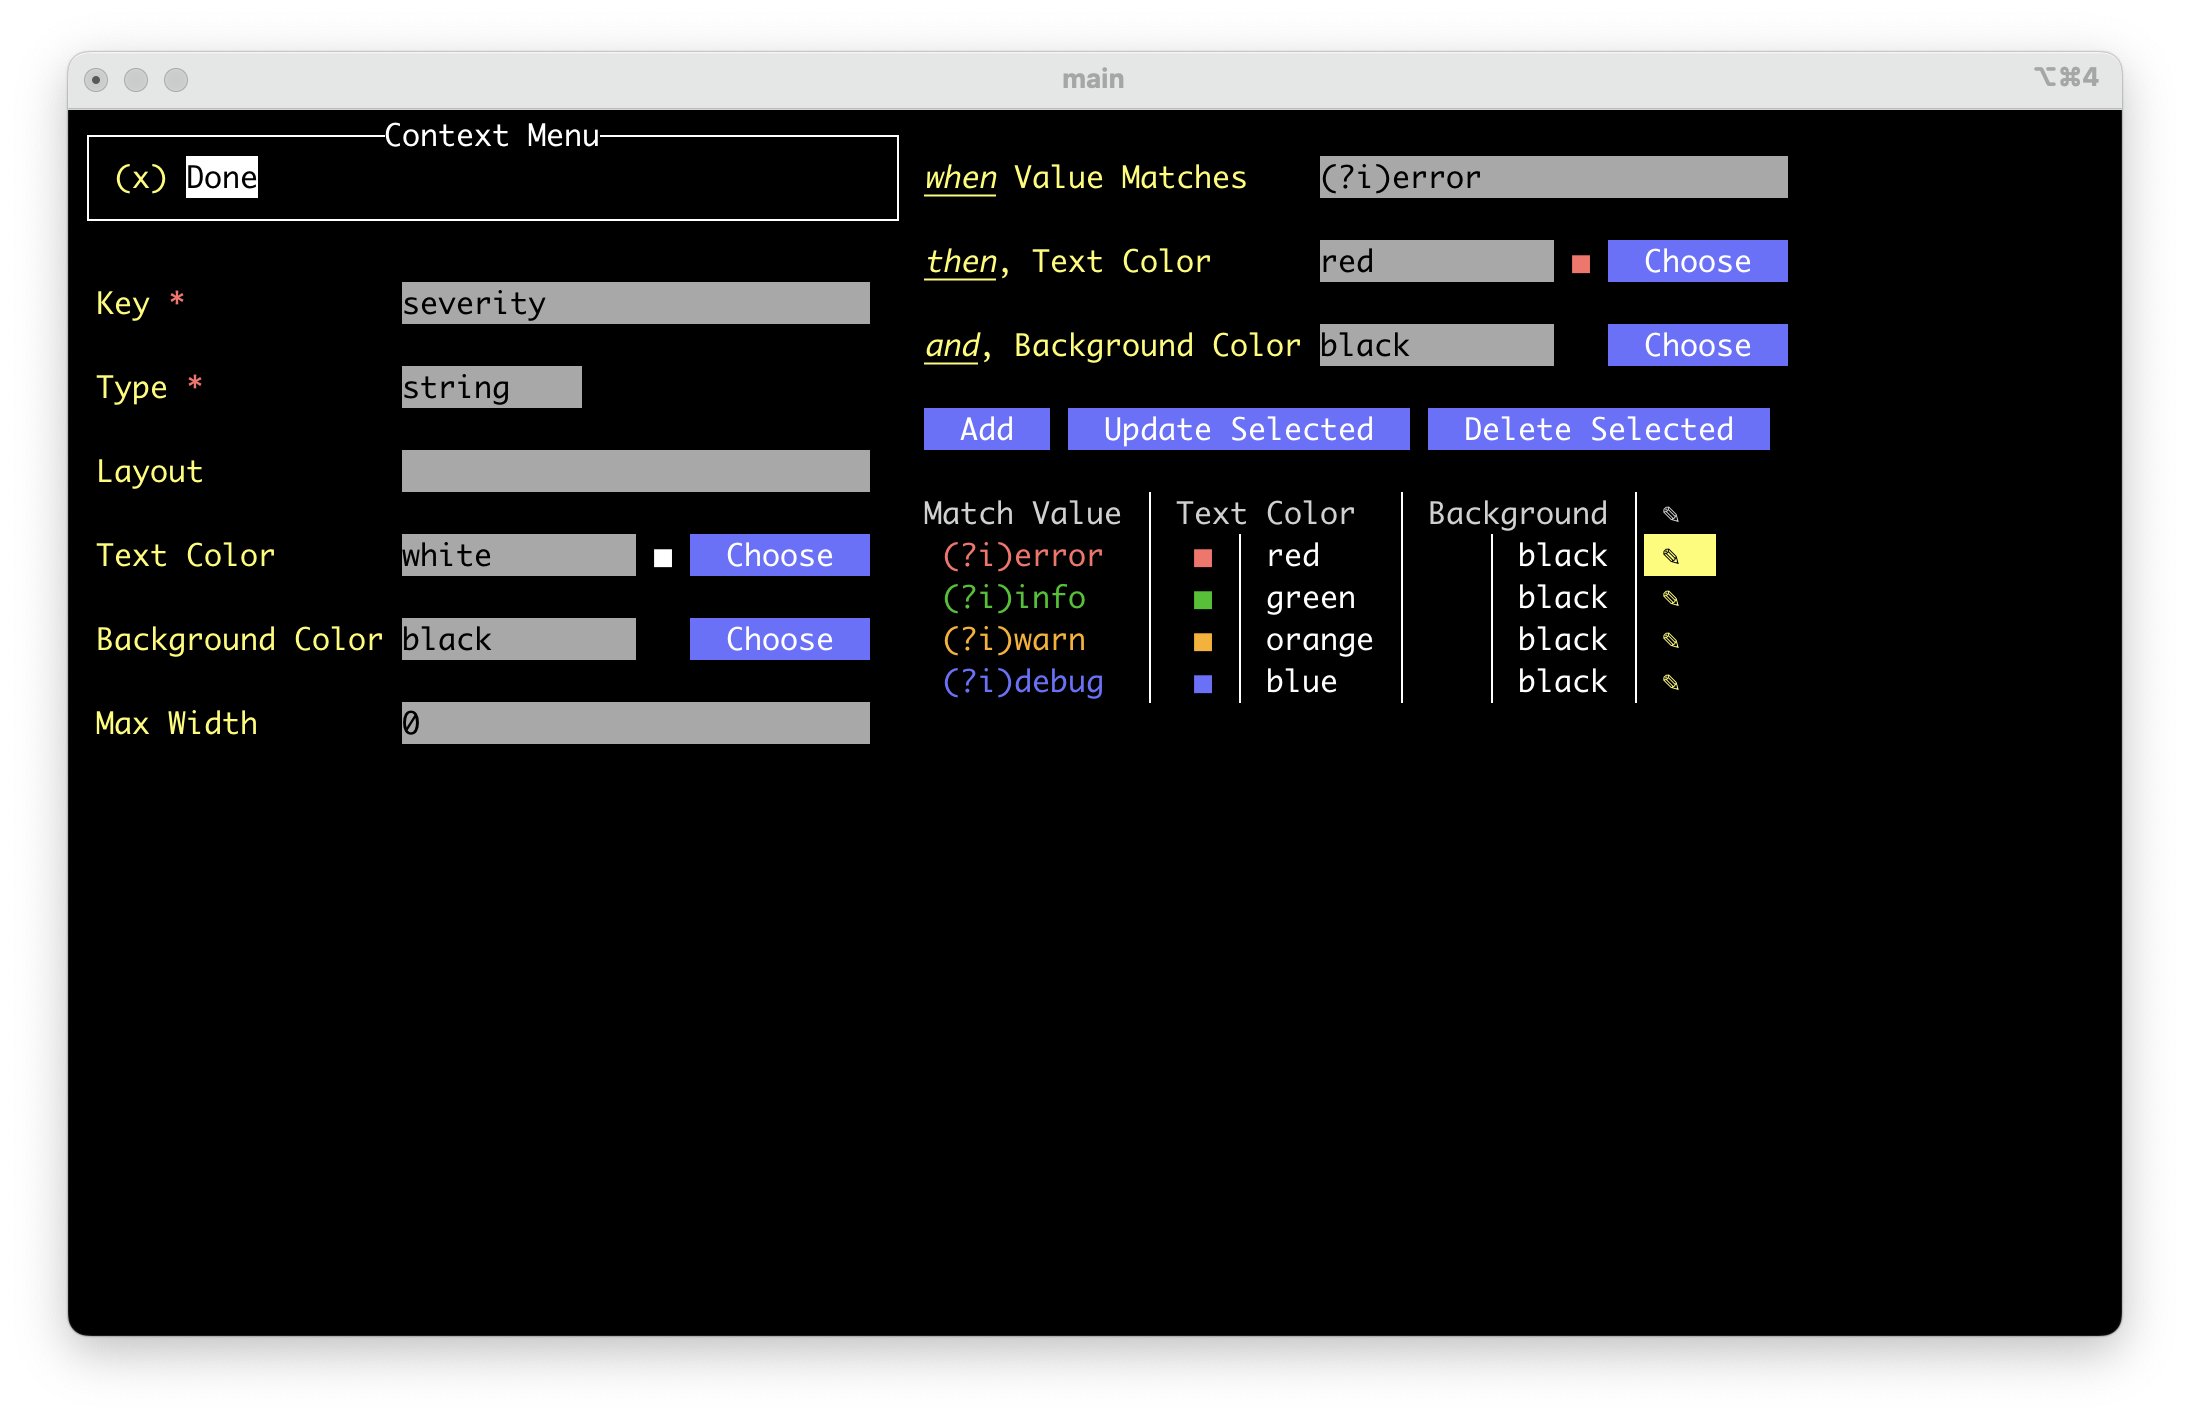 main
⌥⌘4
Context Menu
(x) Done
Key *
severity
Type *
string
Layout
Text Color
white ■ Choose
Background Color
black Choose
Max Width
0
when Value Matches (?i)error
then, Text Color red ■ Choose
and, Background Color black Choose
Add Update Selected Delete Selected
Match Value Text Color Background ✎
(?i)error ■ red black ✎
(?i)info ■ green black ✎
(?i)warn ■ orange black ✎
(?i)debug ■ blue black ✎